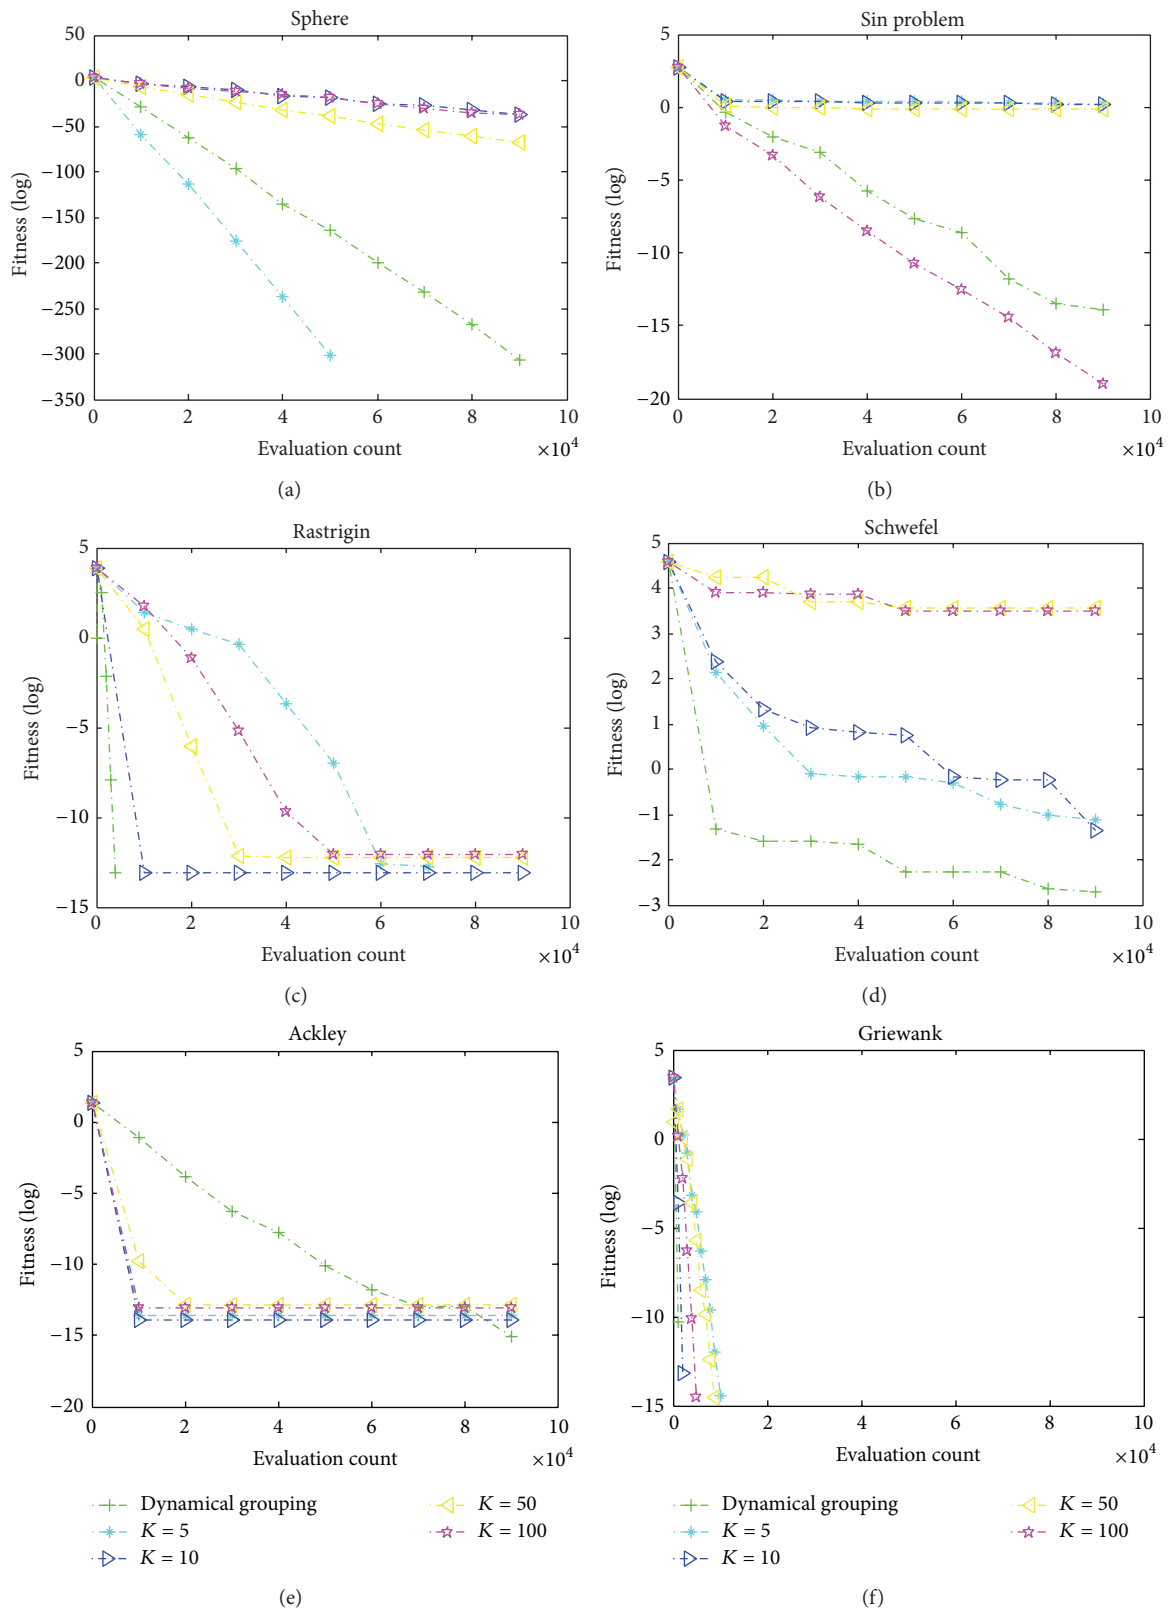 Sphere
50
0
−50
−100
−150
−200
−250
−300
−350
Fitness (log)
0 2 4 6 8 10
Evaluation count ×10⁴
(a)
Sin problem
5
0
−5
−10
−15
−20
Fitness (log)
0 2 4 6 8 10
Evaluation count ×10⁴
(b)
Rastrigin
5
0
−5
−10
−15
Fitness (log)
0 2 4 6 8 10
Evaluation count ×10⁴
(c)
Schwefel
5
4
3
2
1
0
−1
−2
−3
Fitness (log)
0 2 4 6 8 10
Evaluation count ×10⁴
(d)
Ackley
5
0
−5
−10
−15
−20
Fitness (log)
0 2 4 6 8 10
Evaluation count ×10⁴
Dynamical grouping
K = 5
K = 10
K = 50
K = 100
(e)
Griewank
5
0
−5
−10
−15
Fitness (log)
0 2 4 6 8 10
Evaluation count ×10⁴
Dynamical grouping
K = 5
K = 10
K = 50
K = 100
(f)